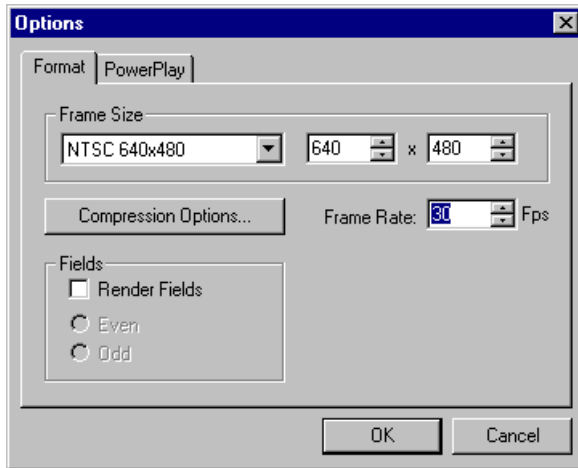 Options
Format PowerPlay
Frame Size
NTSC 640x480 640 x 480
Compression Options... Frame Rate: 30 Fps
Fields
Render Fields
Even
Odd
OK Cancel